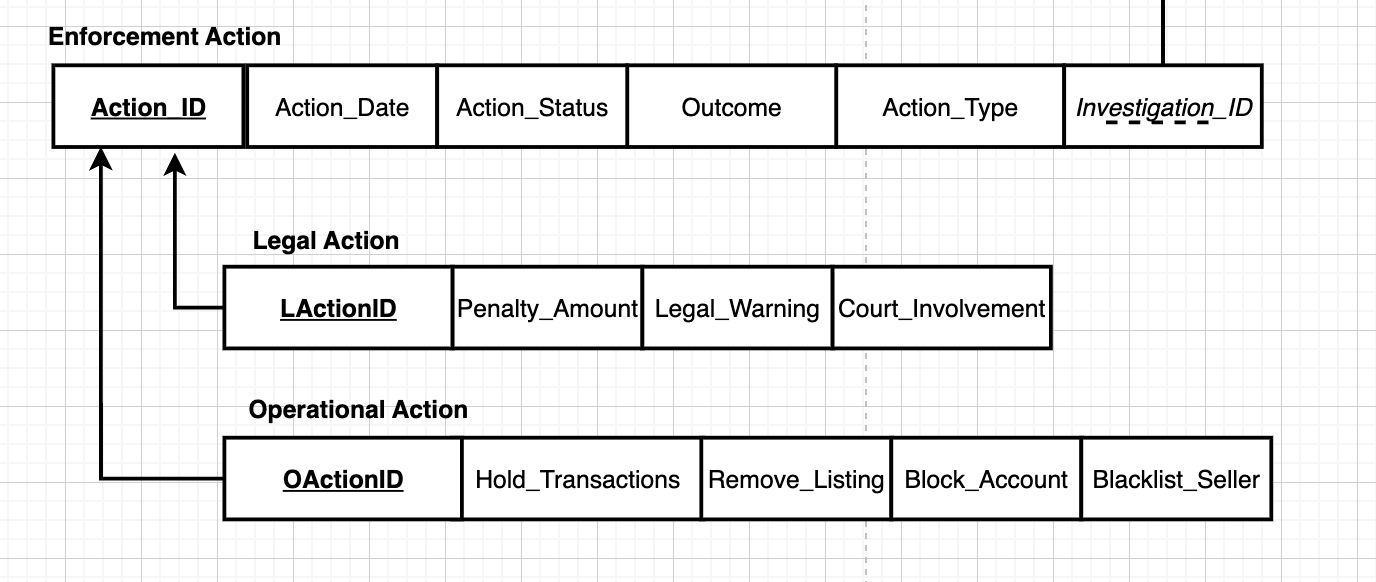 Enforcement Action
Action_ID Action_Date Action_Status Outcome Action_Type Investigation_ID
Legal Action
LActionID Penalty_Amount Legal_Warning Court_Involvement
Operational Action
OActionID Hold_Transactions Remove_Listing Block_Account Blacklist_Seller